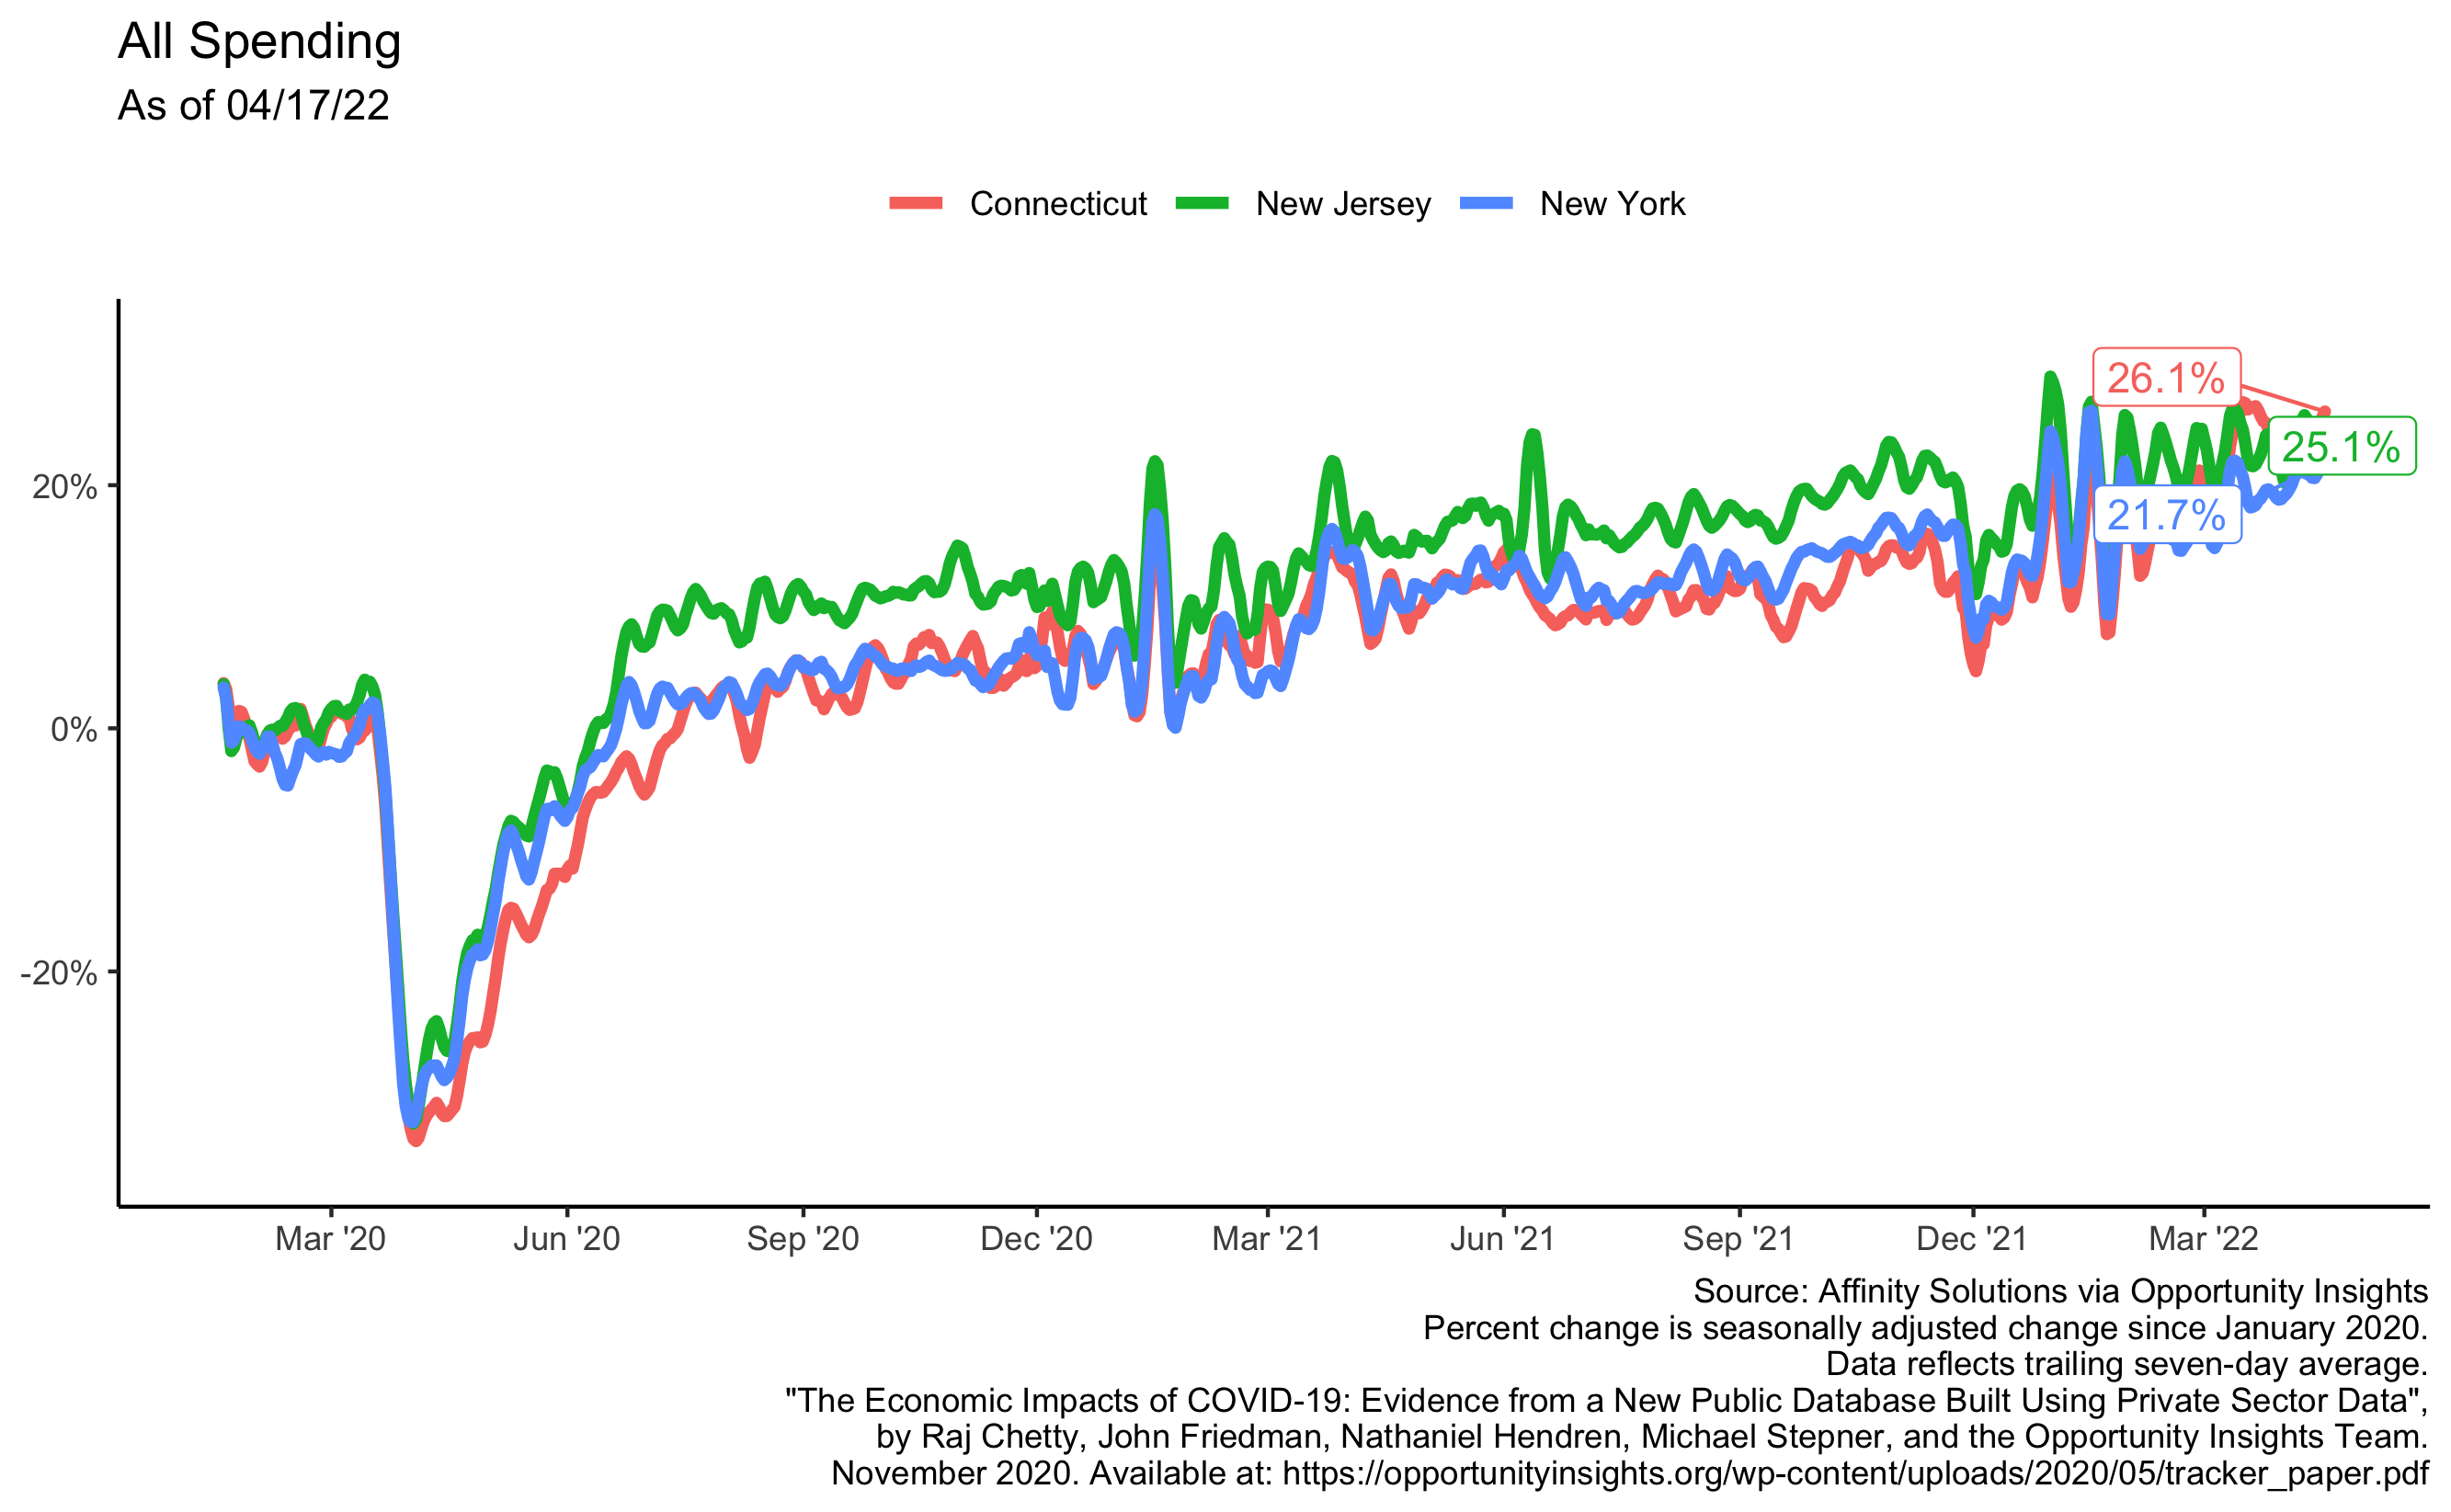 All Spending
As of 04/17/22
Connecticut New Jersey New York
26.1%
25.1%
21.7%
20%
0%
-20%
Mar '20 Jun '20 Sep '20 Dec '20 Mar '21 Jun '21 Sep '21 Dec '21 Mar '22
Source: Affinity Solutions via Opportunity Insights
Percent change is seasonally adjusted change since January 2020.
Data reflects trailing seven-day average.
"The Economic Impacts of COVID-19: Evidence from a New Public Database Built Using Private Sector Data",
by Raj Chetty, John Friedman, Nathaniel Hendren, Michael Stepner, and the Opportunity Insights Team.
November 2020. Available at: https://opportunityinsights.org/wp-content/uploads/2020/05/tracker_paper.pdf